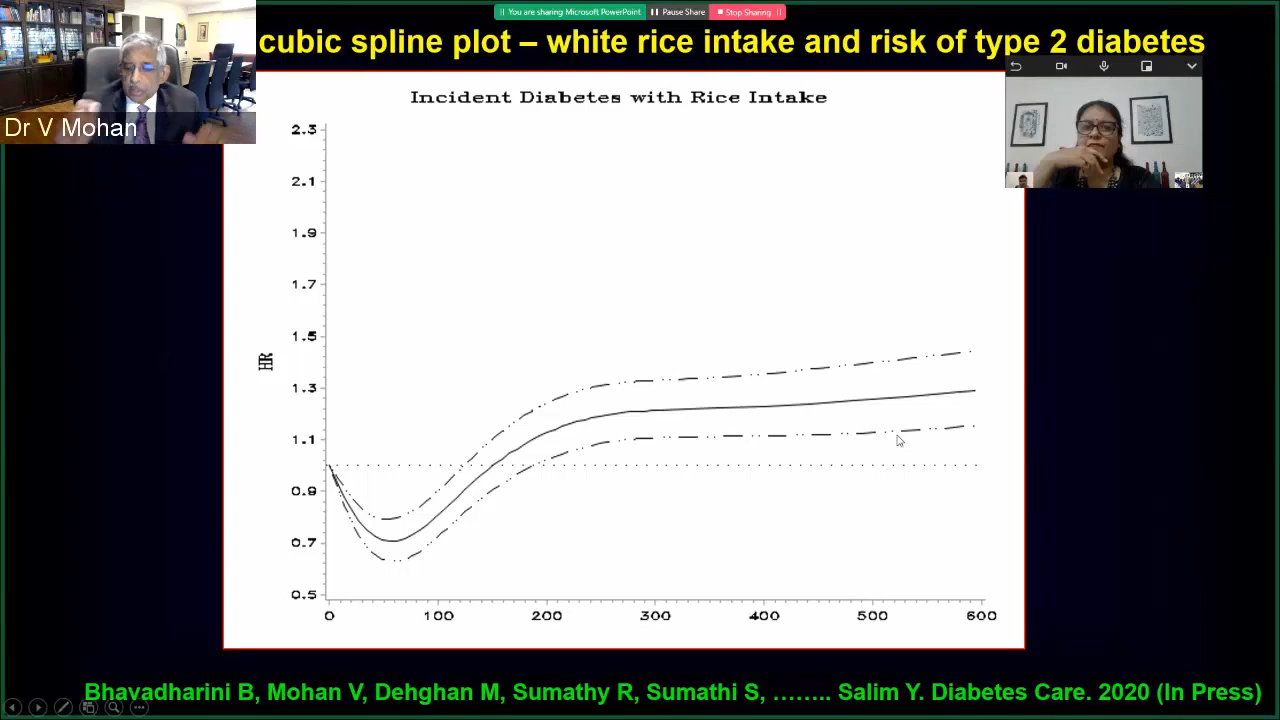 You are sharing Microsoft PowerPoint Pause Share Stop Sharing
cubic spline plot – white rice intake and risk of type 2 diabetes
Dr V Mohan
Incident Diabetes with Rice Intake
2.3
2.1
1.9
1.7
1.5
HR
1.3
1.1
0.9
0.7
0.5
0 100 200 300 400 500 600
Bhavadharini B, Mohan V, Dehghan M, Sumathy R, Sumathi S, …….. Salim Y. Diabetes Care. 2020 (In Press)